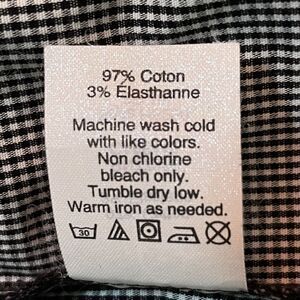 97% Coton
3% Élasthanne
Machine wash cold
with like colors.
Non chlorine
bleach only.
Tumble dry low.
Warm iron as needed.
30